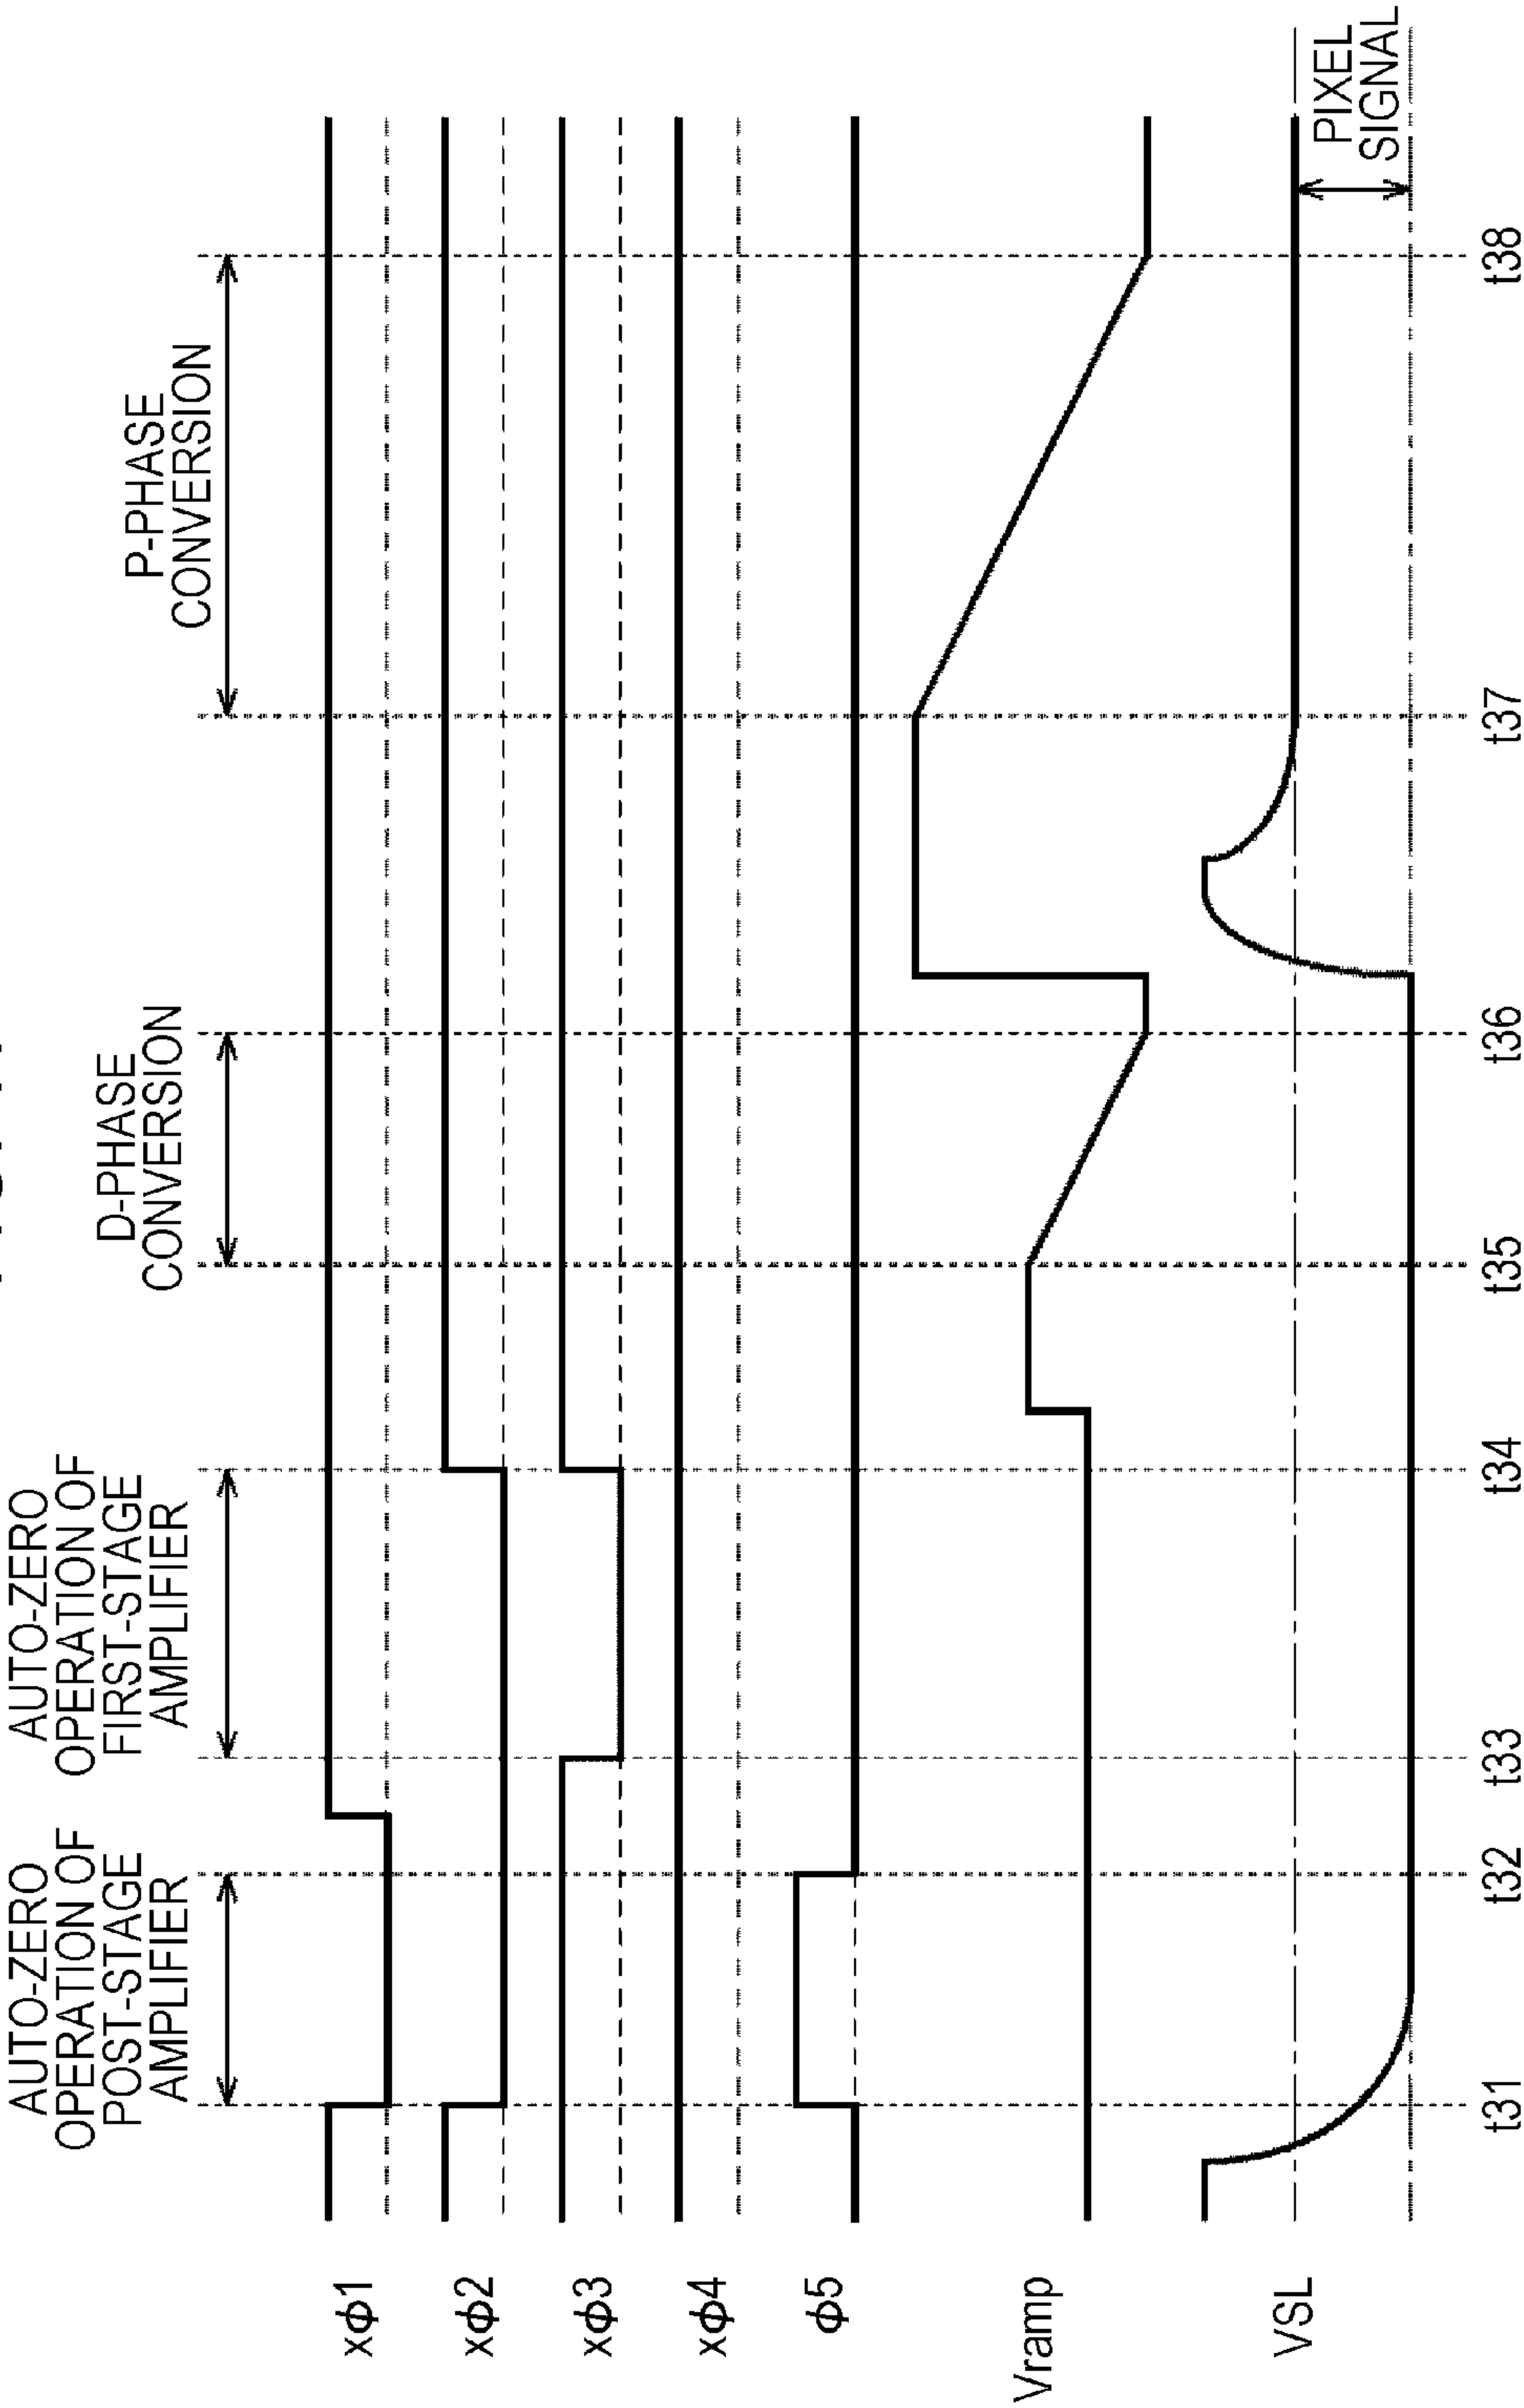 AUTO-ZERO
OPERATION OF
POST-STAGE
AMPLIFIER
AUTO-ZERO
OPERATION OF
FIRST-STAGE
AMPLIFIER
D-PHASE
CONVERSION
P-PHASE
CONVERSION
xϕ1
xϕ2
xϕ3
xϕ4
ϕ5
Vramp
VSL
PIXEL
SIGNAL
t31
t32
t33
t34
t35
t36
t37
t38